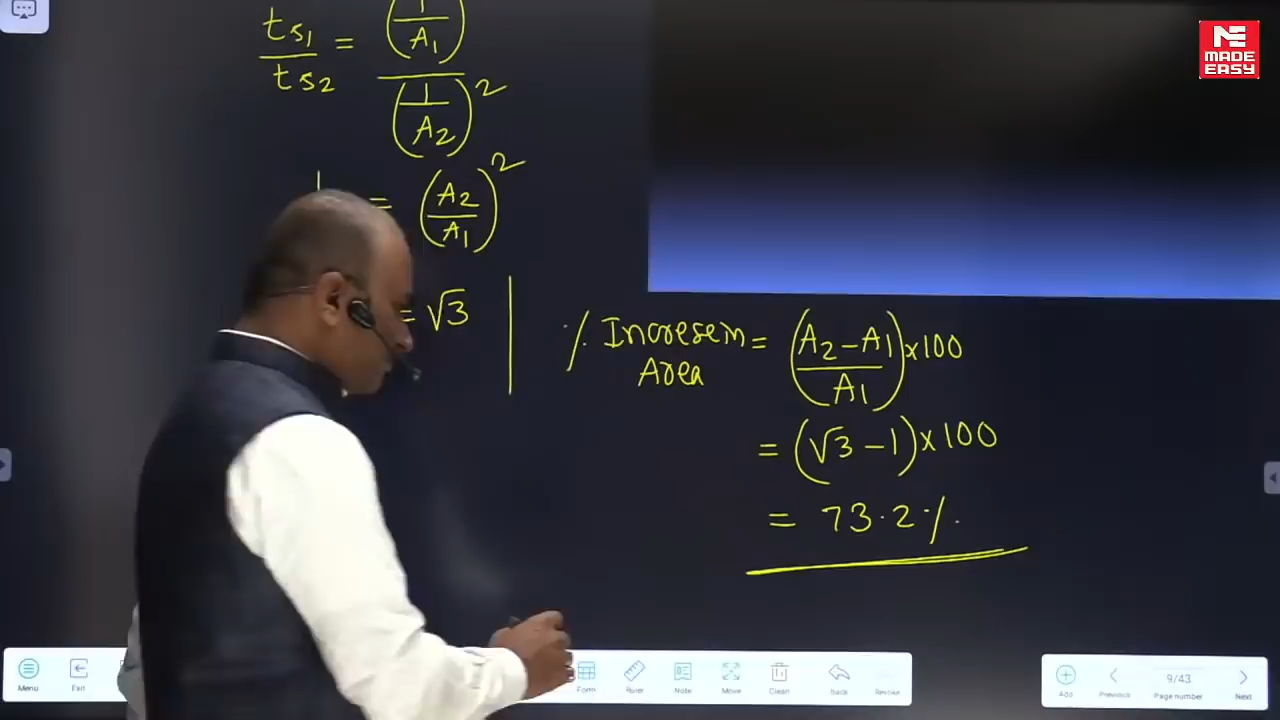 ts1/ts2 = (1/A1)/(1/A2)²
= (A2/A1)²
= √3
% Incresein Area = (A2-A1/A1)×100
= (√3-1)×100
= 73.2%
MADE EASY
Menu
Exit
Form
Ruler
Note
Move
Clean
Back
Revoke
Add
Previous
9/43
Page number
Next